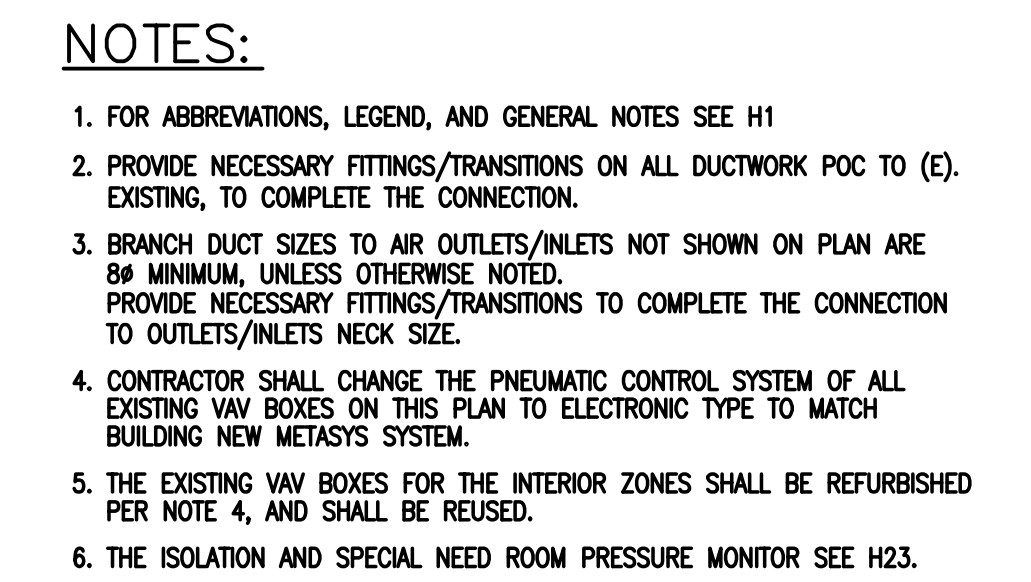 NOTES:
1. FOR ABBREVIATIONS, LEGEND, AND GENERAL NOTES SEE H1
2. PROVIDE NECESSARY FITTINGS/TRANSITIONS ON ALL DUCTWORK POC TO (E).
EXISTING, TO COMPLETE THE CONNECTION.
3. BRANCH DUCT SIZES TO AIR OUTLETS/INLETS NOT SHOWN ON PLAN ARE
8ø MINIMUM, UNLESS OTHERWISE NOTED.
PROVIDE NECESSARY FITTINGS/TRANSITIONS TO COMPLETE THE CONNECTION
TO OUTLETS/INLETS NECK SIZE.
4. CONTRACTOR SHALL CHANGE THE PNEUMATIC CONTROL SYSTEM OF ALL
EXISTING VAV BOXES ON THIS PLAN TO ELECTRONIC TYPE TO MATCH
BUILDING NEW METASYS SYSTEM.
5. THE EXISTING VAV BOXES FOR THE INTERIOR ZONES SHALL BE REFURBISHED
PER NOTE 4, AND SHALL BE REUSED.
6. THE ISOLATION AND SPECIAL NEED ROOM PRESSURE MONITOR SEE H23.